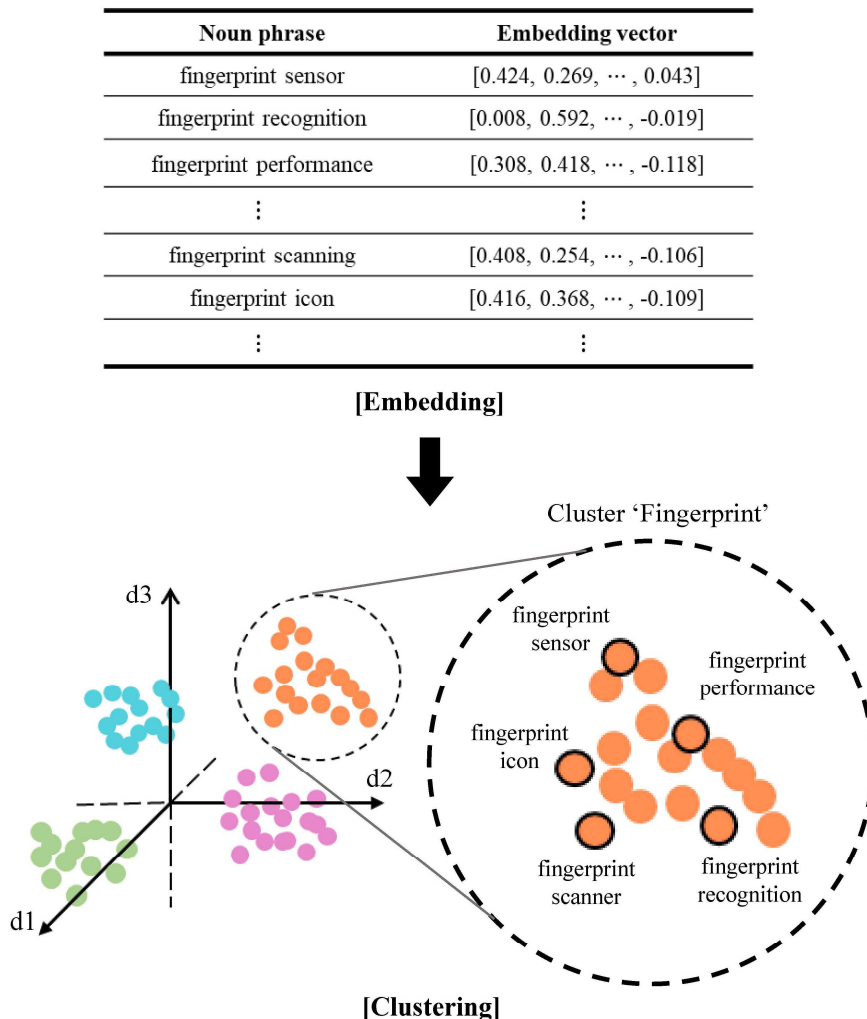 Noun phrase Embedding vector
fingerprint sensor [0.424, 0.269, ⋯ , 0.043]
fingerprint recognition [0.008, 0.592, ⋯ , -0.019]
fingerprint performance [0.308, 0.418, ⋯ , -0.118]
⋮ ⋮
fingerprint scanning [0.408, 0.254, ⋯ , -0.106]
fingerprint icon [0.416, 0.368, ⋯ , -0.109]
⋮ ⋮
[Embedding]
Cluster ‘Fingerprint’
d3
fingerprint
sensor
fingerprint
performance
fingerprint
icon
d2
fingerprint
scanner
fingerprint
recognition
d1
[Clustering]